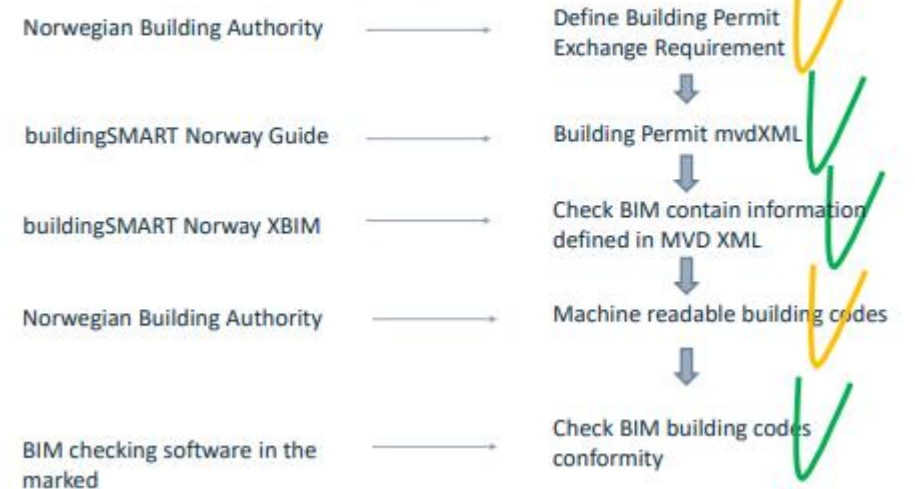 Norwegian Building Authority
Define Building Permit
Exchange Requirement
buildingSMART Norway Guide
Building Permit mvdXML
buildingSMART Norway XBIM
Check BIM contain information
defined in MVD XML
Norwegian Building Authority
Machine readable building codes
BIM checking software in the
marked
Check BIM building codes
conformity